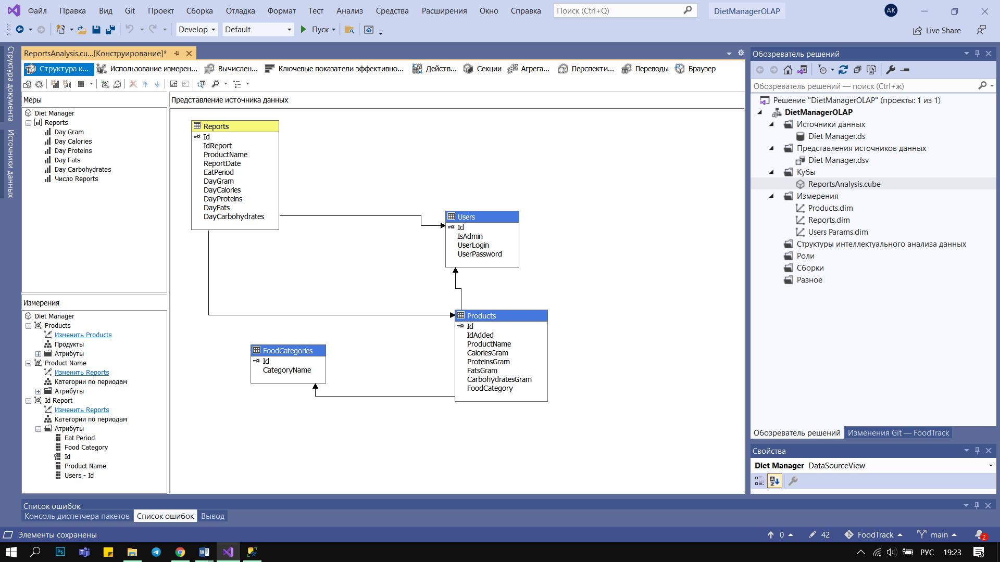 Файл Правка Вид Git Проект Сборка Отладка Формат Тест Анализ Средства Расширения Окно Справка Поиск (Ctrl+Q) DietManagerOLAP AK
Develop Default Пуск Live Share
Структура документа
Источники данных
ReportsAnalysis.cu...[Конструирование]*
Структура к... Использование измерен... Вычислен... Ключевые показатели эффективно... Действ... Секции Агрега... Перспекти... Переводы Браузер
Меры
Diet Manager
Reports
Day Gram
Day Calories
Day Proteins
Day Fats
Day Carbohydrates
Число Reports
Измерения
Diet Manager
Products
Изменить Products
Продукты
Атрибуты
Product Name
Изменить Reports
Категории по периодам
Атрибуты
Id Report
Изменить Reports
Категории по периодам
Атрибуты
Eat Period
Food Category
Id
Product Name
Users - Id
Представление источника данных
Reports
Id
IdReport
ProductName
ReportDate
EatPeriod
DayGram
DayCalories
DayProteins
DayFats
DayCarbohydrates
Users
Id
IsAdmin
UserLogin
UserPassword
Products
Id
IdAdded
ProductName
CaloriesGram
ProteinsGram
FatsGram
CarbohydratesGram
FoodCategory
FoodCategories
Id
CategoryName
Обозреватель решений
Обозреватель решений — поиск (Ctrl+ж)
Решение "DietManagerOLAP" (проекты: 1 из 1)
DietManagerOLAP
Источники данных
Diet Manager.ds
Представления источников данных
Diet Manager.dsv
Кубы
ReportsAnalysis.cube
Измерения
Products.dim
Reports.dim
Users Params.dim
Структуры интеллектуального анализа данных
Роли
Сборки
Разное
Обозреватель решений Изменения Git — FoodTrack
Свойства
Diet Manager DataSourceView
Список ошибок
Консоль диспетчера пакетов Список ошибок Вывод
Элементы сохранены 0 42 FoodTrack main 2
Ps РУС 19:23